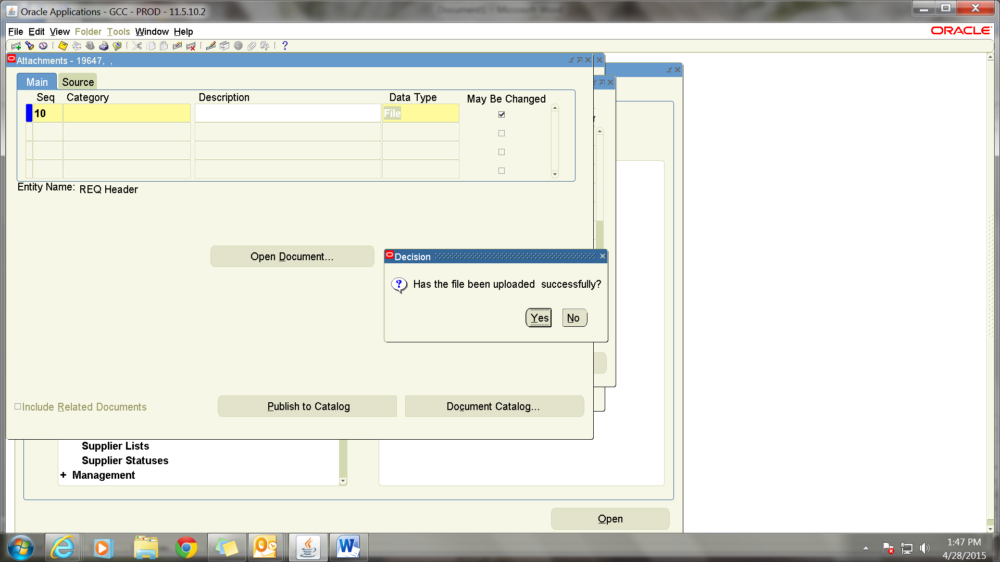 Oracle Applications - GCC - PROD - 11.5.10.2
Document1 - Microsoft Word
File Edit View Folder Tools Window Help
ORACLE
Attachments - 19647, ,
Main Source
Seq Category Description Data Type May Be Changed
10 File
Entity Name: REQ Header
Open Document...
Decision
Has the file been uploaded successfully?
Yes No
Include Related Documents
Publish to Catalog
Document Catalog...
Supplier Lists
Supplier Statuses
+ Management
Open
1:47 PM
4/28/2015